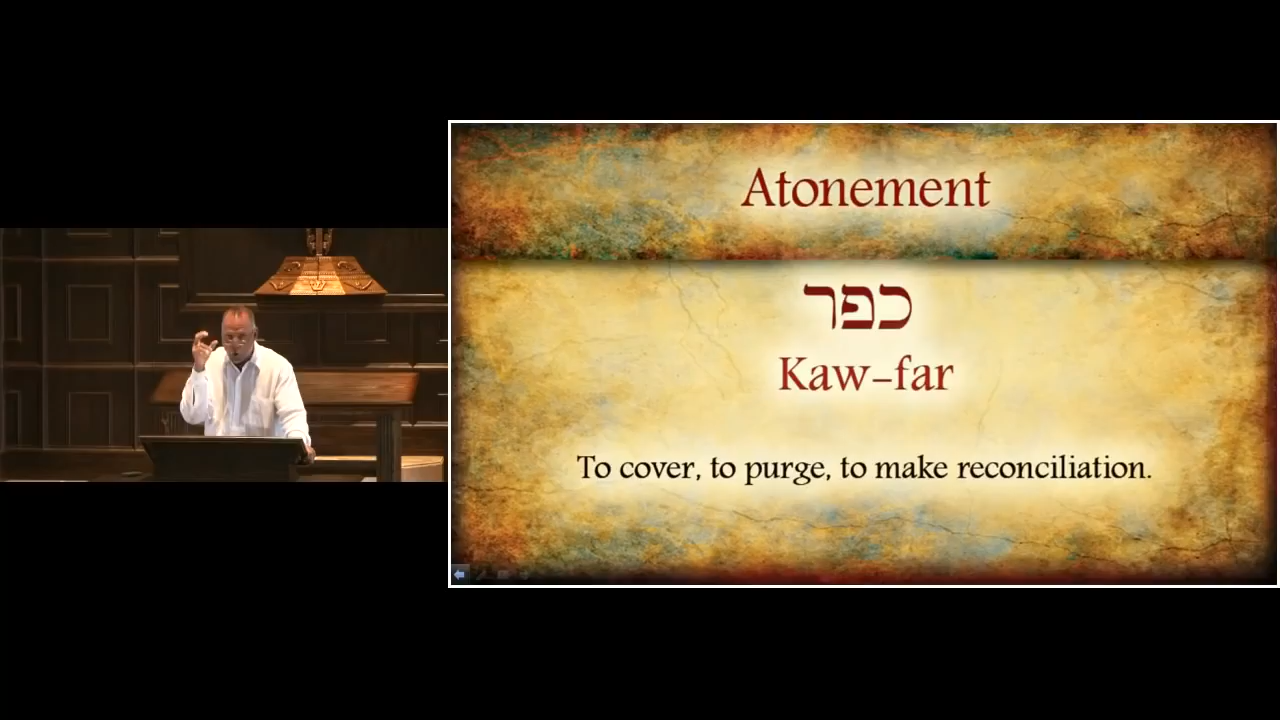 Atonement
כפר
Kaw-far
To cover, to purge, to make reconciliation.